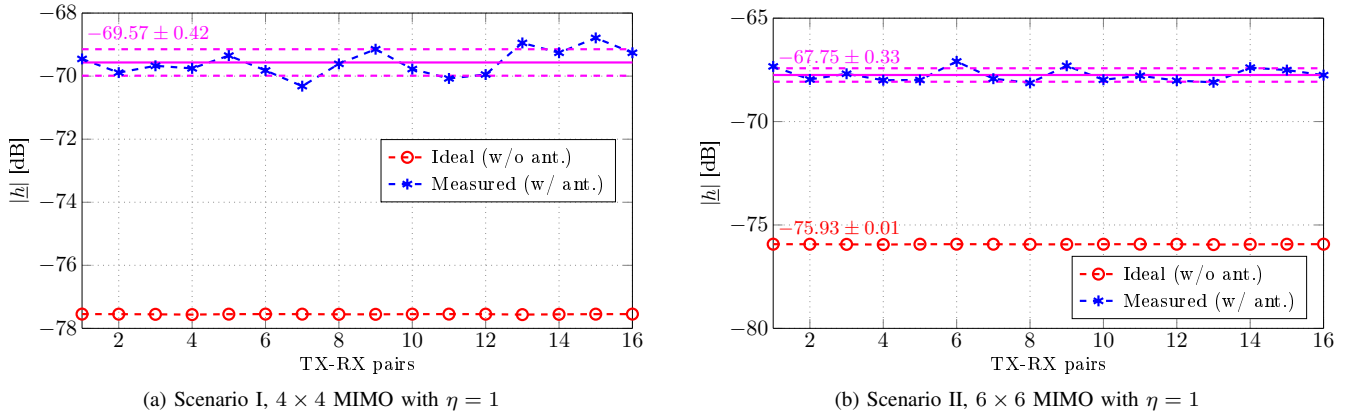 −68
−70
−72
−74
−76
−78
|h| [dB]
−69.57 ± 0.42
Ideal (w/o ant.)
Measured (w/ ant.)
2 4 6 8 10 12 14 16
TX-RX pairs
(a) Scenario I, 4 × 4 MIMO with η = 1
−65
−70
−75
−80
|h| [dB]
−67.75 ± 0.33
−75.93 ± 0.01
Ideal (w/o ant.)
Measured (w/ ant.)
2 4 6 8 10 12 14 16
TX-RX pairs
(b) Scenario II, 6 × 6 MIMO with η = 1